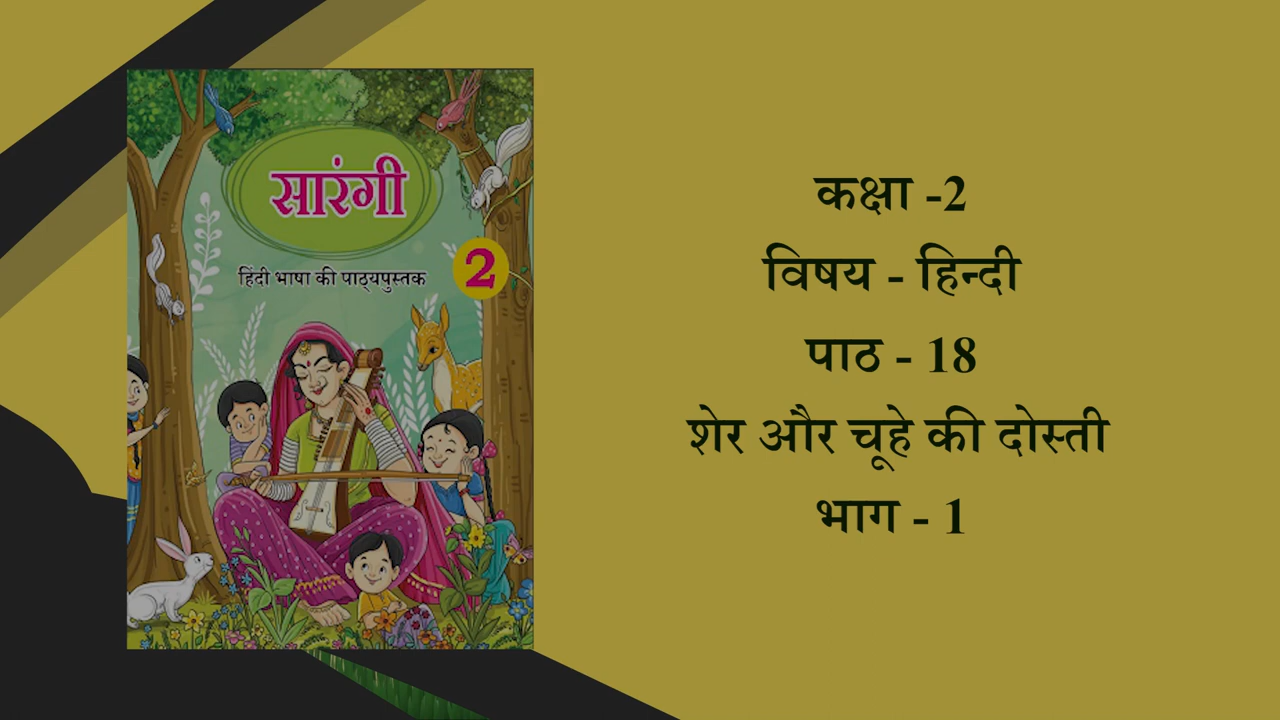 सारंगी
हिंदी भाषा की पाठ्यपुस्तक
2
कक्षा -2
विषय - हिन्दी
पाठ - 18
शेर और चूहे की दोस्ती
भाग - 1